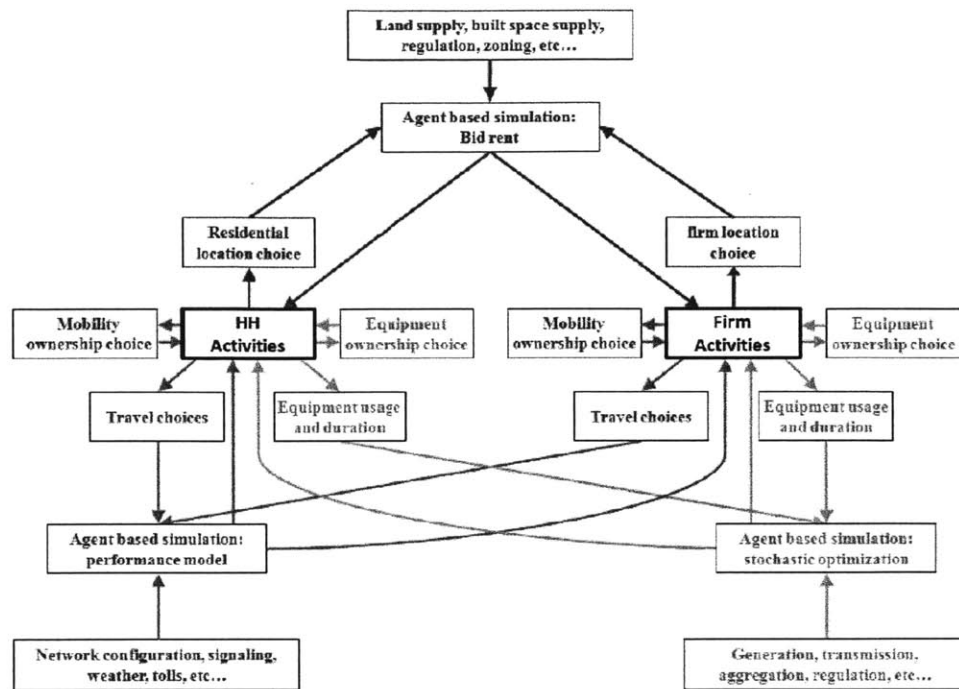 Land supply, built space supply,
regulation, zoning, etc...
Agent based simulation:
Bid rent
Residential
location choice
firm location
choice
Mobility
ownership choice
HH
Activities
Equipment
ownership choice
Mobility
ownership choice
Firm
Activities
Equipment
ownership choice
Travel choices
Equipment usage
and duration
Travel choices
Equipment usage
and duration
Agent based simulation:
performance model
Agent based simulation:
stochastic optimization
Network configuration, signaling,
weather, tolls, etc...
Generation, transmission,
aggregation, regulation, etc...